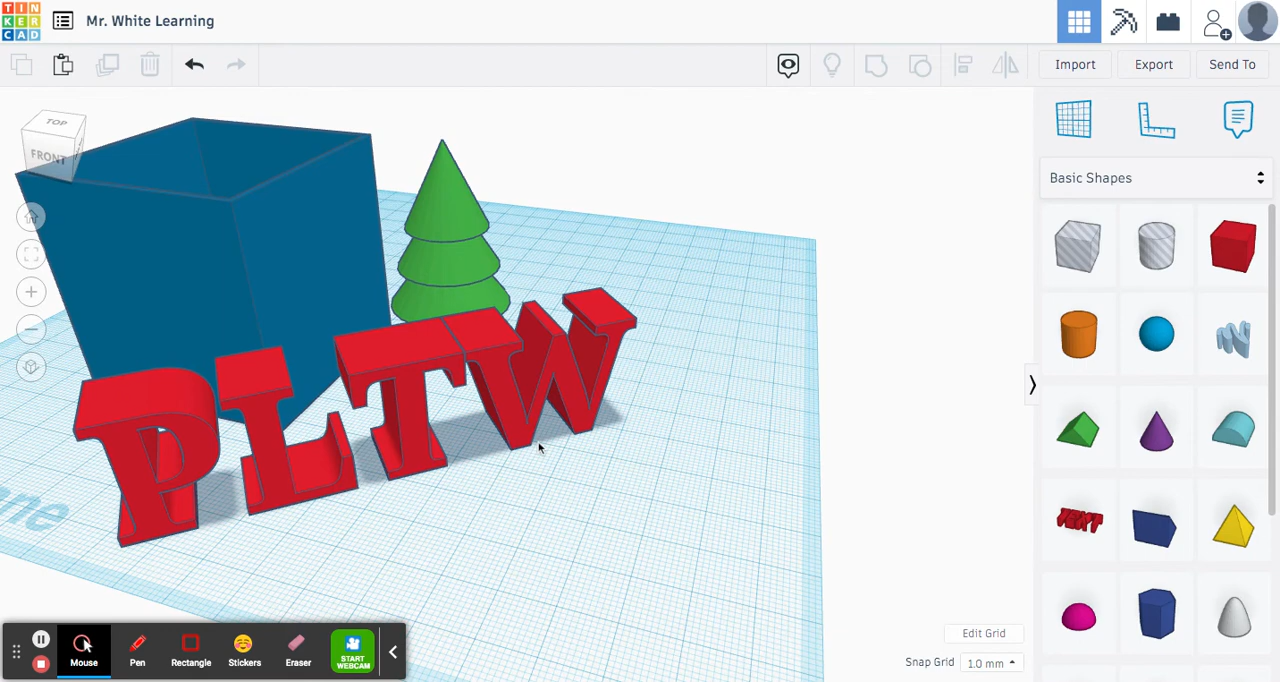 TIN
KER
CAD
Mr. White Learning
Import
Export
Send To
TOP
FRONT
Basic Shapes
PLTW
TEXT
ne
Edit Grid
Snap Grid 1.0 mm
Mouse
Pen
Rectangle
Stickers
Eraser
START
WEBCAM